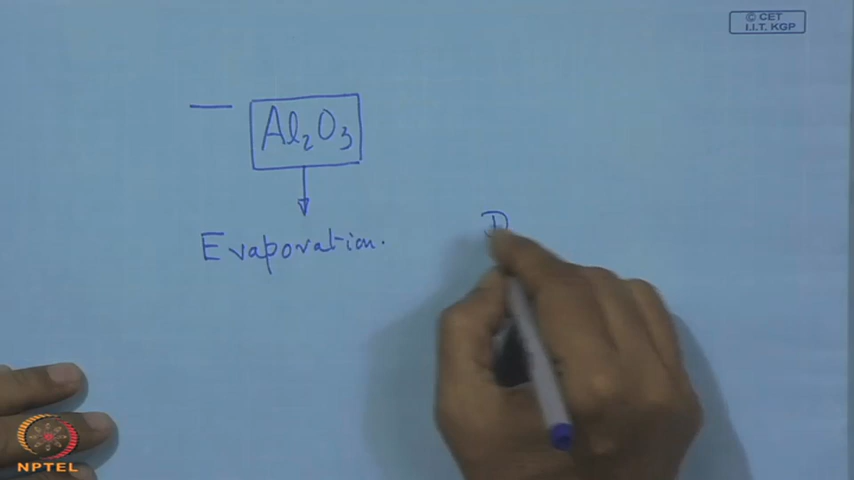 © CET
I.I.T. KGP
Al₂O₃
Evaporation.
D
NPTEL